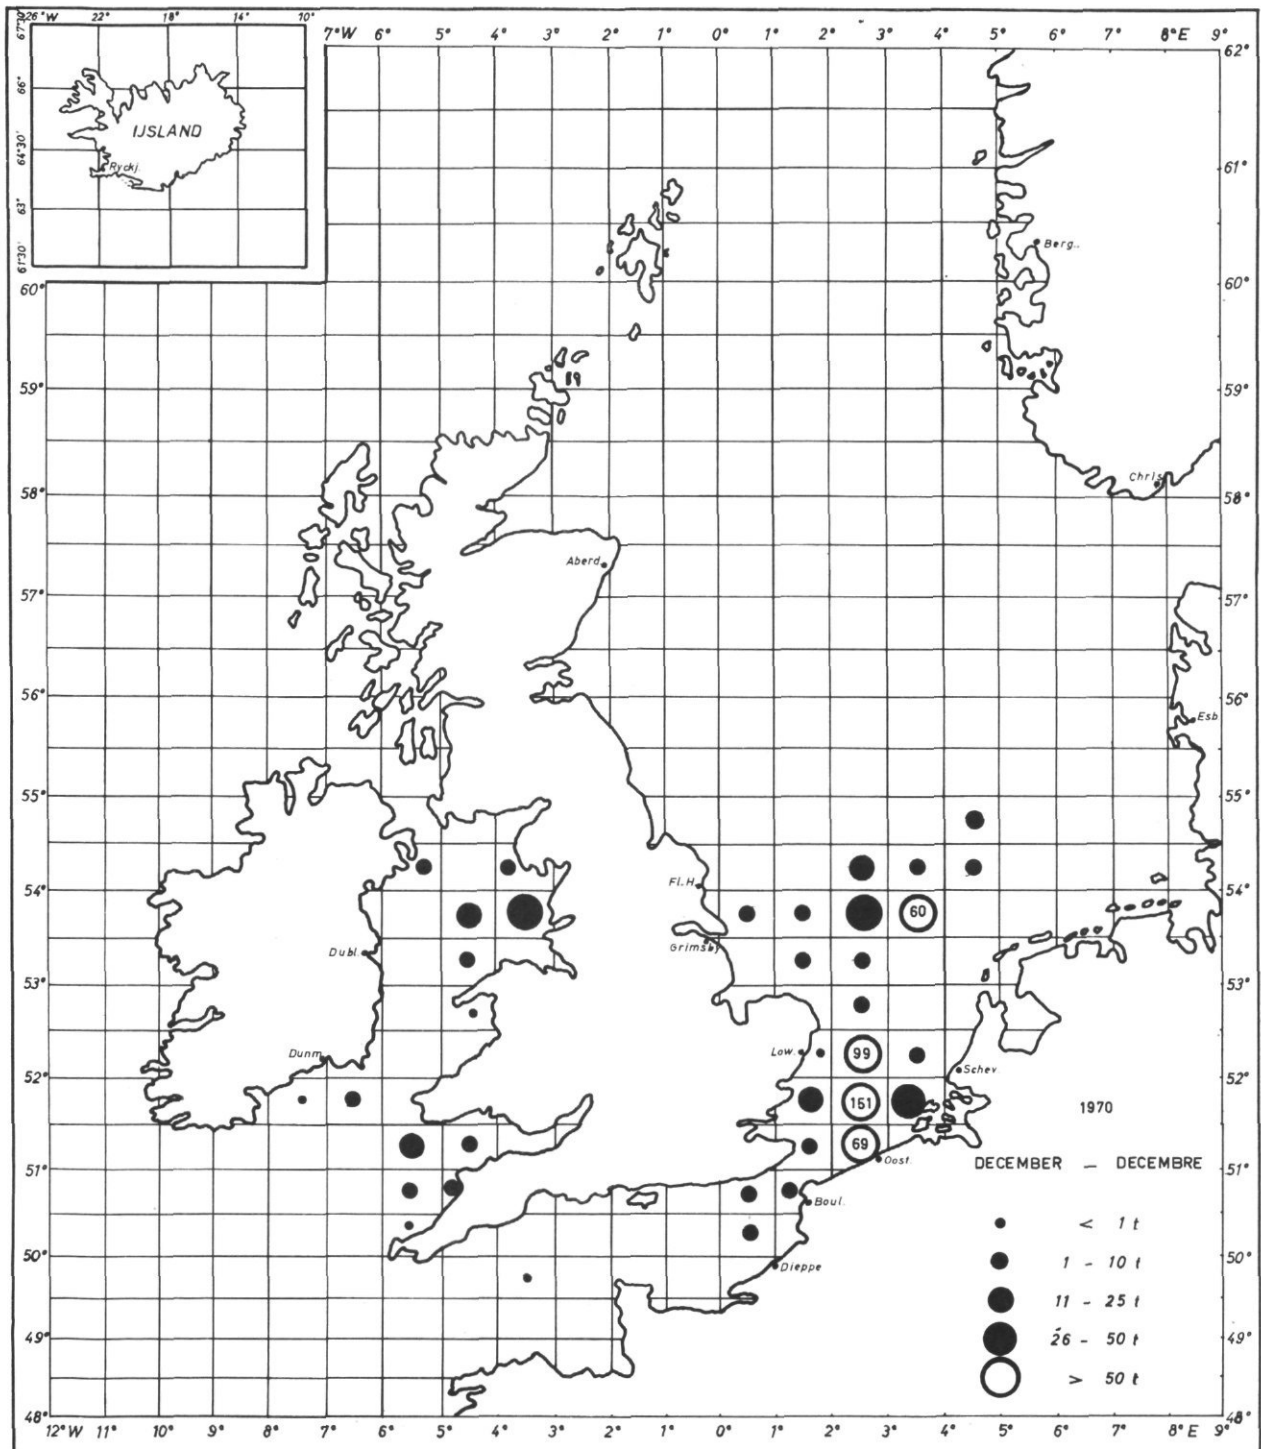 26°W 22° 18° 10°
7°W 6° 5° 4° 3° 2° 1° 0° 1° 2° 3° 4° 5° 6° 7° 8°E 9°
67°30'
66°
64°30'
63°
61°30'
IJSLAND
Ryckj
62°
61°
60°
59°
58°
57°
56°
55°
54°
53°
52°
51°
50°
49°
48°
60°
59°
58°
57°
56°
55°
54°
53°
52°
51°
50°
49°
48°
Berg..
Chris
Aberd.
Esb
Fl.H
60
Dubl.
Grimsby
Dunm.
Low.
99
Schev
151
69
Oost.
Boul.
Dieppe
1970
DECEMBER — DECEMBRE
< 1 t
1 - 10 t
11 - 25 t
26 - 50 t
> 50 t
12°W 11° 10° 9° 8° 7° 6° 5° 4° 3° 2° 1° 0° 1° 2° 3° 4° 5° 6° 7° 8°E 9°